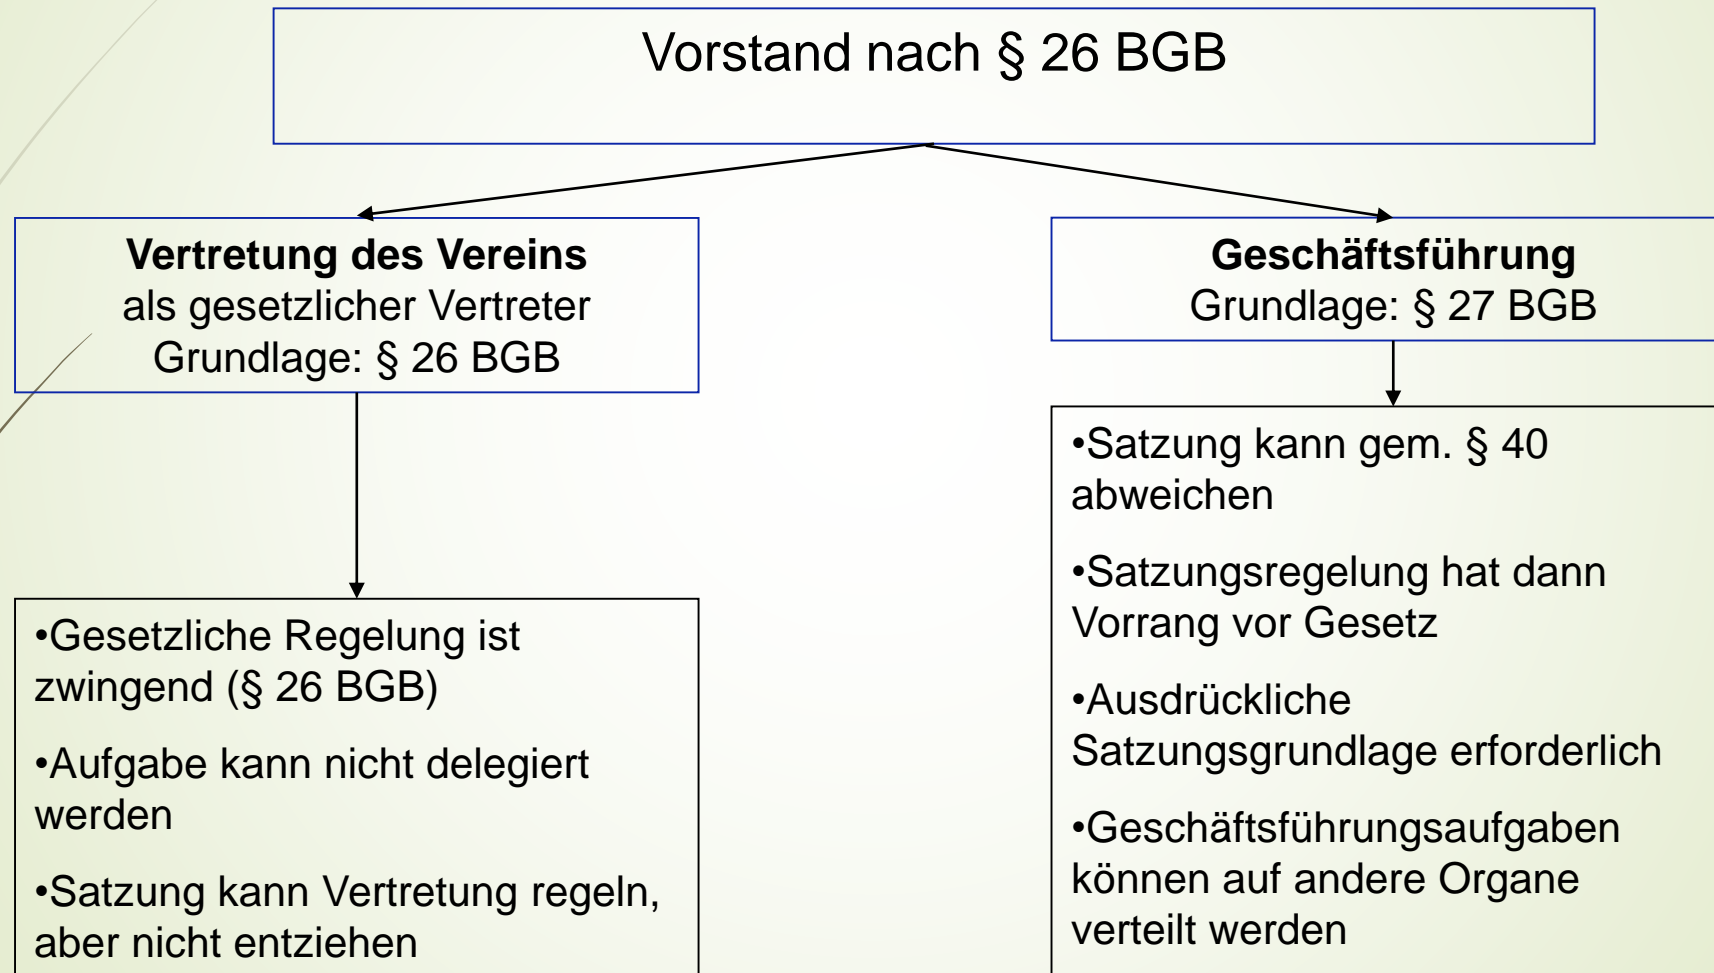 Vorstand nach § 26 BGB
Vertretung des Vereins
als gesetzlicher Vertreter
Grundlage: § 26 BGB
•Gesetzliche Regelung ist
zwingend (§ 26 BGB)
•Aufgabe kann nicht delegiert
werden
•Satzung kann Vertretung regeln,
aber nicht entziehen
Geschäftsführung
Grundlage: § 27 BGB
•Satzung kann gem. § 40
abweichen
•Satzungsregelung hat dann
Vorrang vor Gesetz
•Ausdrückliche
Satzungsgrundlage erforderlich
•Geschäftsführungsaufgaben
können auf andere Organe
verteilt werden